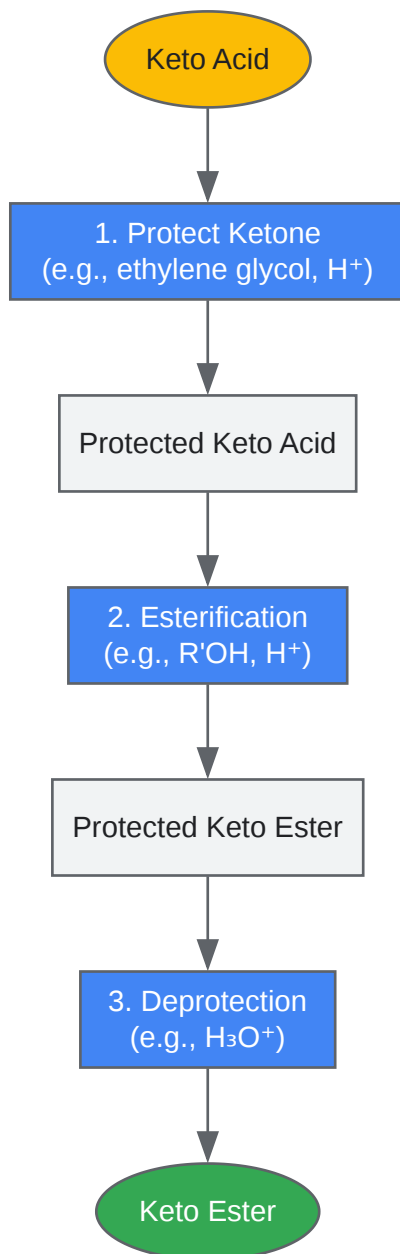 Keto Acid
1. Protect Ketone
(e.g., ethylene glycol, H⁺)
Protected Keto Acid
2. Esterification
(e.g., R'OH, H⁺)
Protected Keto Ester
3. Deprotection
(e.g., H₃O⁺)
Keto Ester